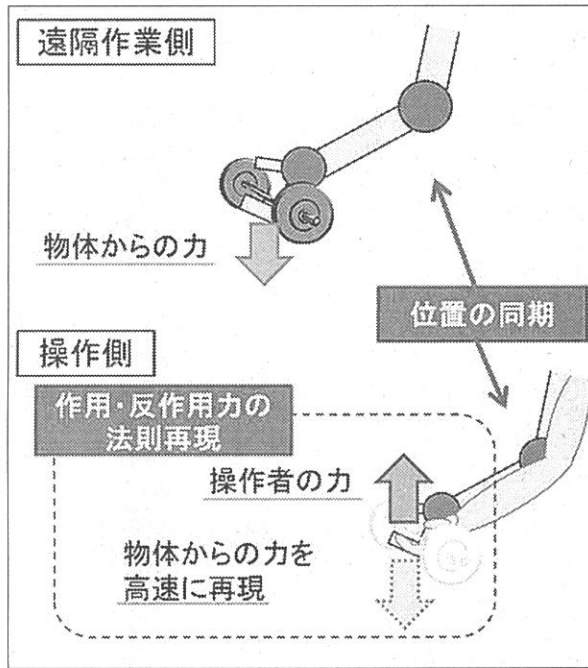 遠隔作業側
物体からの力
位置の同期
操作側
作用・反作用力の
法則再現
操作者の力
物体からの力を
高速に再現